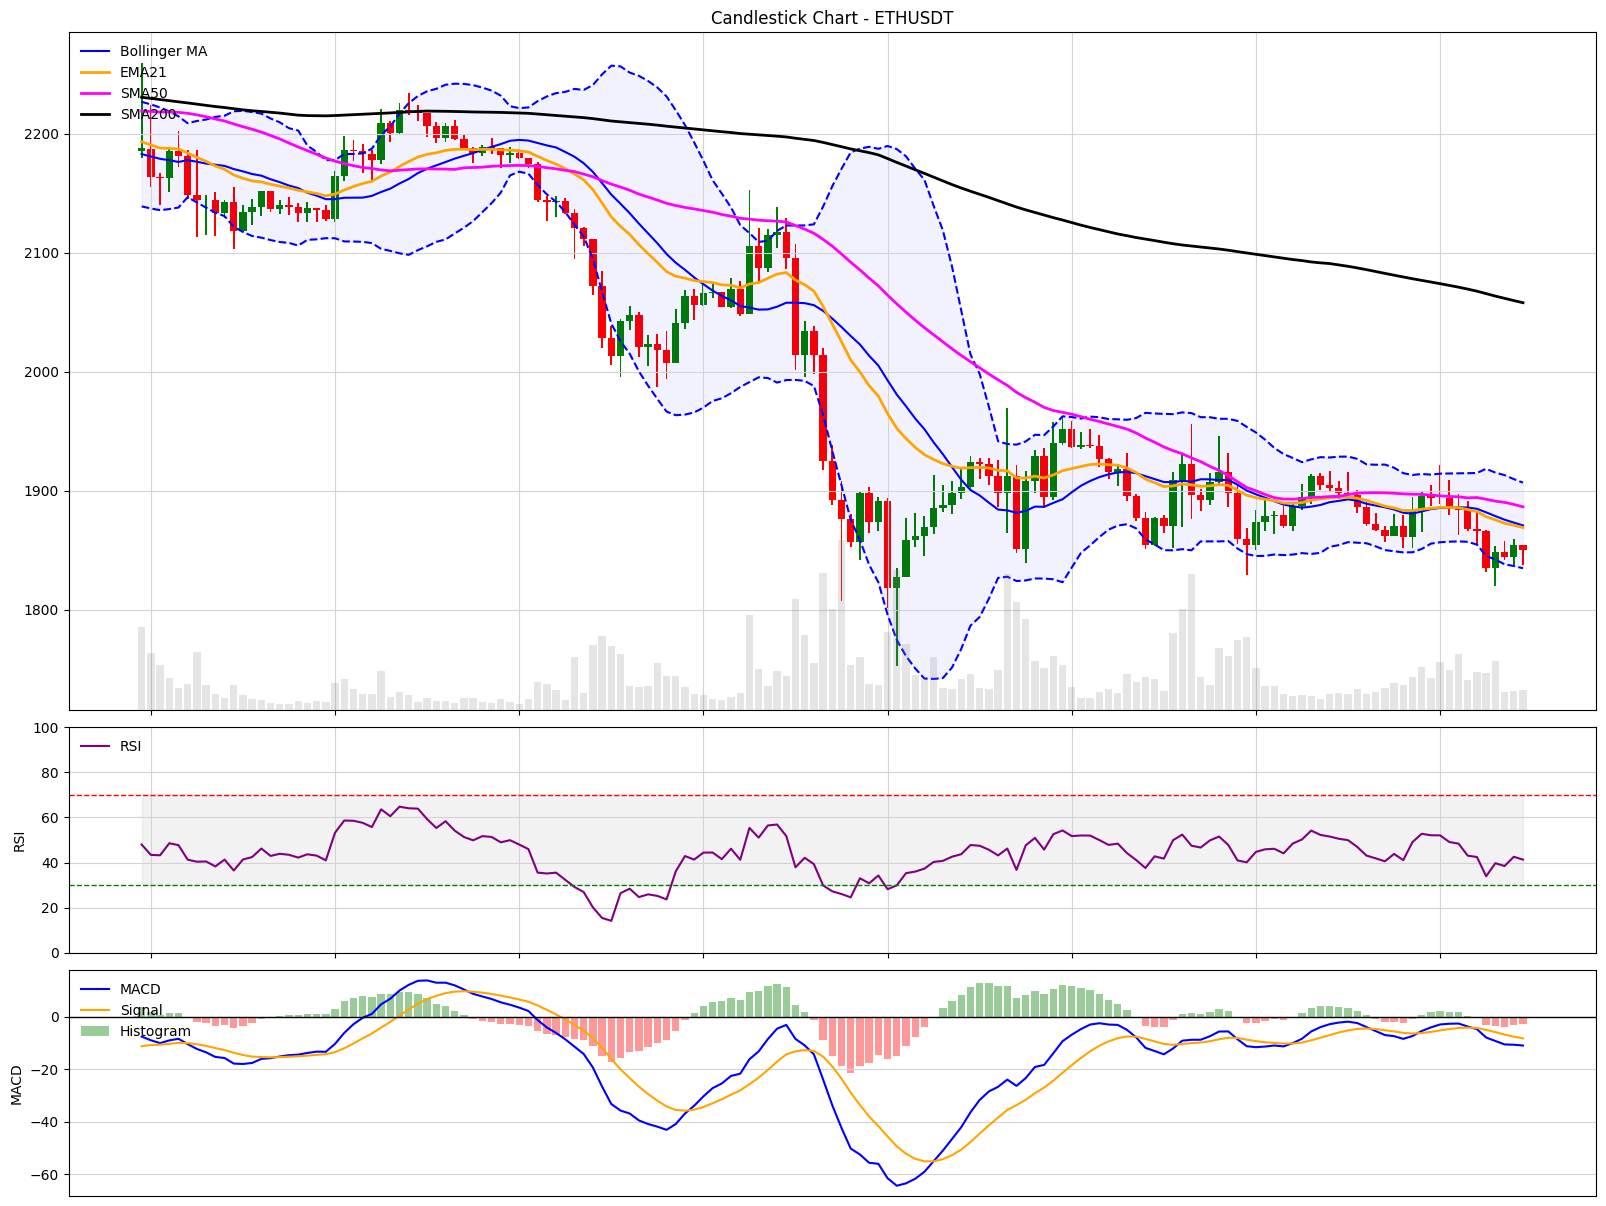 Candlestick Chart - ETHUSDT
Bollinger MA
EMA21
SMA50
SMA200
2200
2100
2000
1900
1800
RSI
100
80
60
40
20
0
RSI
MACD
Signal
Histogram
0
−20
−40
−60
MACD